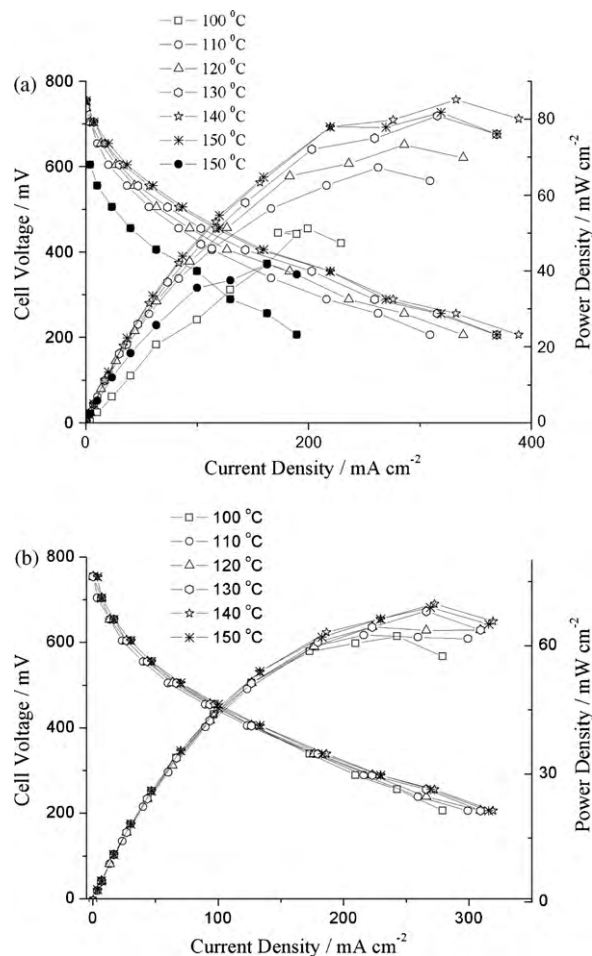 (a)
100 °C
110 °C
120 °C
130 °C
140 °C
150 °C
150 °C
800
600
400
200
0
Cell Voltage / mV
80
60
40
20
0
Power Density / mW cm-2
0 200 400
Current Density / mA cm-2
(b)
100 °C
110 °C
120 °C
130 °C
140 °C
150 °C
800
600
400
200
0
Cell Voltage / mV
60
30
0
Power Density / mW cm-2
0 100 200 300
Current Density / mA cm-2